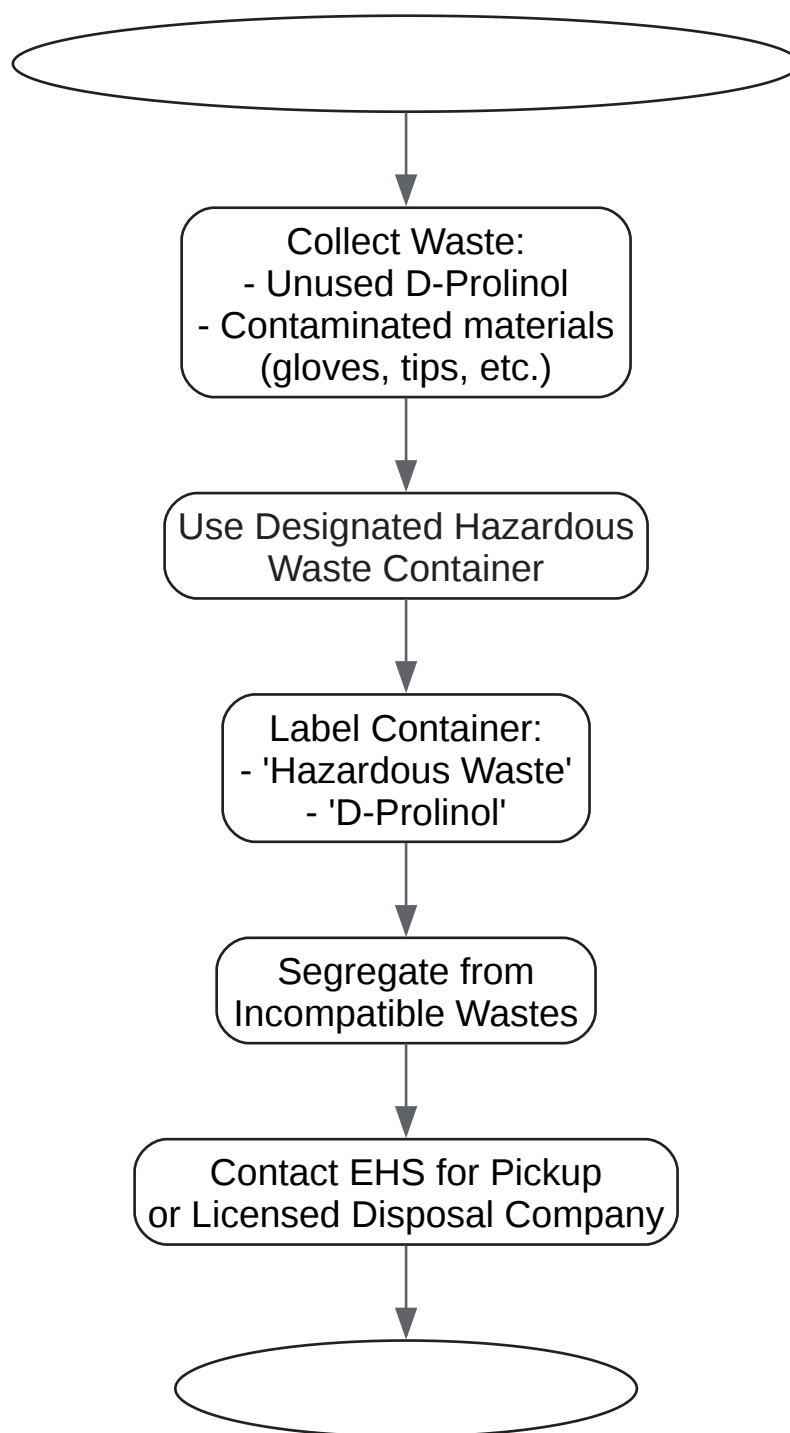 Collect Waste:
- Unused D-Prolinol
- Contaminated materials
(gloves, tips, etc.)
Use Designated Hazardous
Waste Container
Label Container:
- 'Hazardous Waste'
- 'D-Prolinol'
Segregate from
Incompatible Wastes
Contact EHS for Pickup
or Licensed Disposal Company